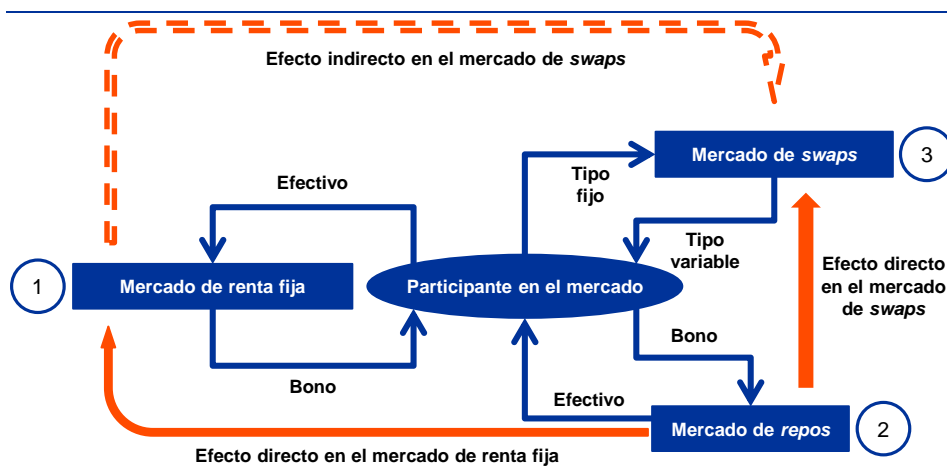 Efecto indirecto en el mercado de swaps
Mercado de swaps
3
Efectivo
Tipo
fijo
Tipo
variable
1
Mercado de renta fija
Participante en el mercado
Efecto directo
en el mercado
de swaps
Bono
Bono
Efectivo
Mercado de repos
2
Efecto directo en el mercado de renta fija